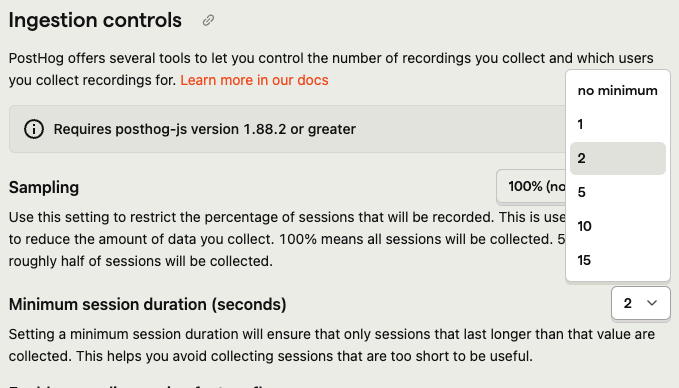 Ingestion controls
PostHog offers several tools to let you control the number of recordings you collect and which users
you collect recordings for. Learn more in our docs
no minimum
1
Requires posthog-js version 1.88.2 or greater
2
Sampling
100% (no
5
Use this setting to restrict the percentage of sessions that will be recorded. This is
10
to reduce the amount of data you collect. 100% means all sessions will be collected. 5
15
roughly half of sessions will be collected.
Minimum session duration (seconds)
2
Setting a minimum session duration will ensure that only sessions that last longer than that value are
collected. This helps you avoid collecting sessions that are too short to be useful.